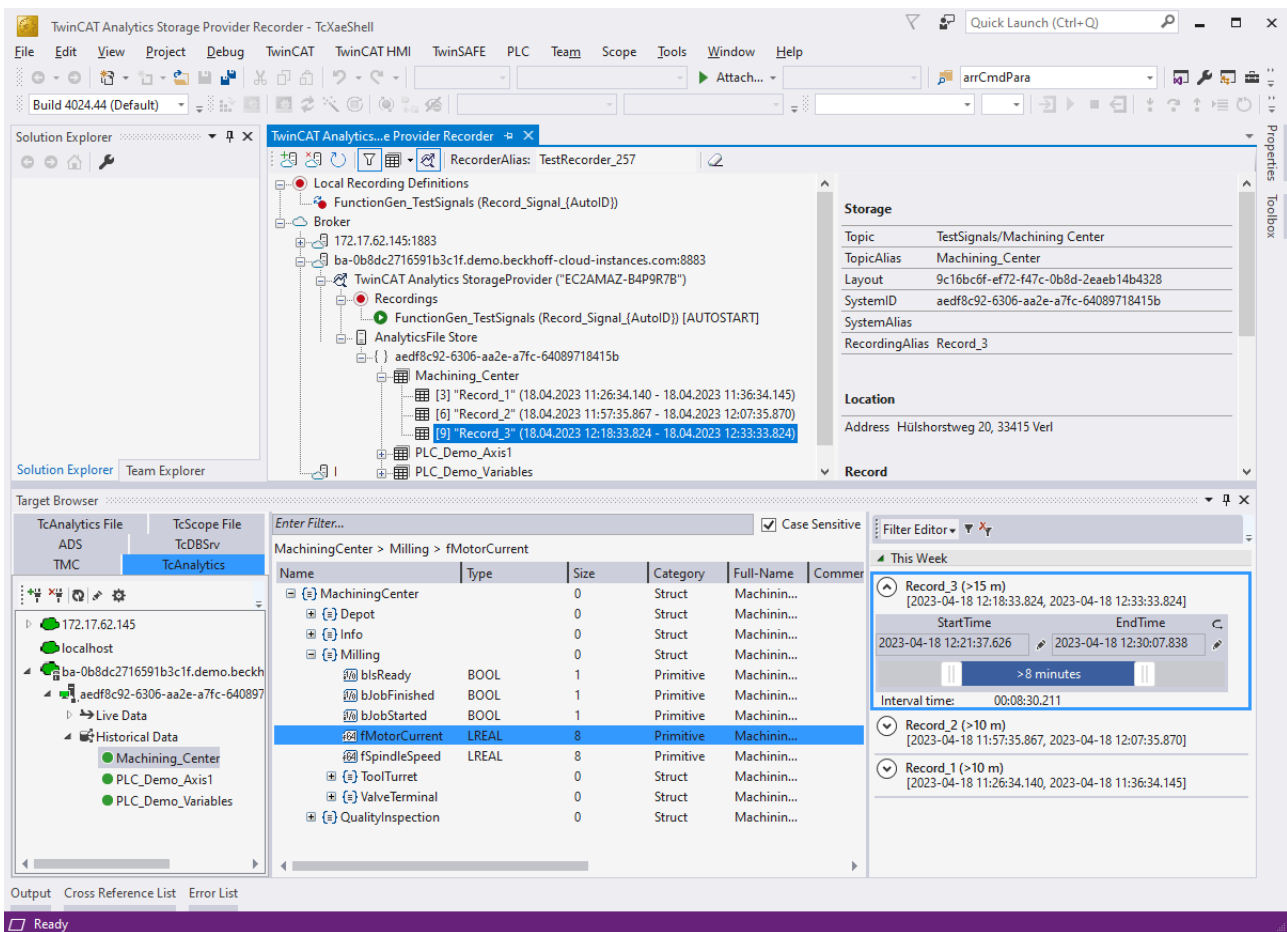 TwinCAT Analytics Storage Provider Recorder - TcXaeShell
Quick Launch (Ctrl+Q)
File Edit View Project Debug TwinCAT TwinCAT HMI TwinSAFE PLC Team Scope Tools Window Help
Attach... arrCmdPara
Build 4024.44 (Default)
Solution Explorer
TwinCAT Analytics...e Provider Recorder
RecorderAlias: TestRecorder_257
Local Recording Definitions
FunctionGen_TestSignals (Record_Signal_{AutoID})
Broker
172.17.62.145:1883
ba-0b8dc2716591b3c1f.demo.beckhoff-cloud-instances.com:8883
TwinCAT Analytics StorageProvider ("EC2AMAZ-B4P9R7B")
Recordings
FunctionGen_TestSignals (Record_Signal_{AutoID}) [AUTOSTART]
AnalyticsFile Store
{ } aedf8c92-6306-aa2e-a7fc-64089718415b
Machining_Center
[3] "Record_1" (18.04.2023 11:26:34.140 - 18.04.2023 11:36:34.145)
[6] "Record_2" (18.04.2023 11:57:35.867 - 18.04.2023 12:07:35.870)
[9] "Record_3" (18.04.2023 12:18:33.824 - 18.04.2023 12:33:33.824)
PLC_Demo_Axis1
PLC_Demo_Variables
Storage
Topic TestSignals/Machining Center
TopicAlias Machining_Center
Layout 9c16bc6f-ef72-f47c-0b8d-2eaeb14b4328
SystemID aedf8c92-6306-aa2e-a7fc-64089718415b
SystemAlias
RecordingAlias Record_3
Location
Address Hülshorstweg 20, 33415 Verl
Record
Properties
Toolbox
Solution Explorer Team Explorer
Target Browser
TcAnalytics File TcScope File
ADS TcDBSrv
TMC TcAnalytics
172.17.62.145
localhost
ba-0b8dc2716591b3c1f.demo.beckh
aedf8c92-6306-aa2e-a7fc-640897
Live Data
Historical Data
Machining_Center
PLC_Demo_Axis1
PLC_Demo_Variables
Enter Filter... Case Sensitive
MachiningCenter > Milling > fMotorCurrent
Name Type Size Category Full-Name Commer
MachiningCenter 0 Struct Machinin...
Depot 0 Struct Machinin...
Info 0 Struct Machinin...
Milling 0 Struct Machinin...
bIsReady BOOL 1 Primitive Machinin...
bJobFinished BOOL 1 Primitive Machinin...
bJobStarted BOOL 1 Primitive Machinin...
fMotorCurrent LREAL 8 Primitive Machinin...
fSpindleSpeed LREAL 8 Primitive Machinin...
ToolTurret 0 Struct Machinin...
ValveTerminal 0 Struct Machinin...
QualityInspection 0 Struct Machinin...
Filter Editor
This Week
Record_3 (>15 m)
[2023-04-18 12:18:33.824, 2023-04-18 12:33:33.824]
StartTime EndTime
2023-04-18 12:21:37.626 2023-04-18 12:30:07.838
>8 minutes
Interval time: 00:08:30.211
Record_2 (>10 m)
[2023-04-18 11:57:35.867, 2023-04-18 12:07:35.870]
Record_1 (>10 m)
[2023-04-18 11:26:34.140, 2023-04-18 11:36:34.145]
Output Cross Reference List Error List
Ready